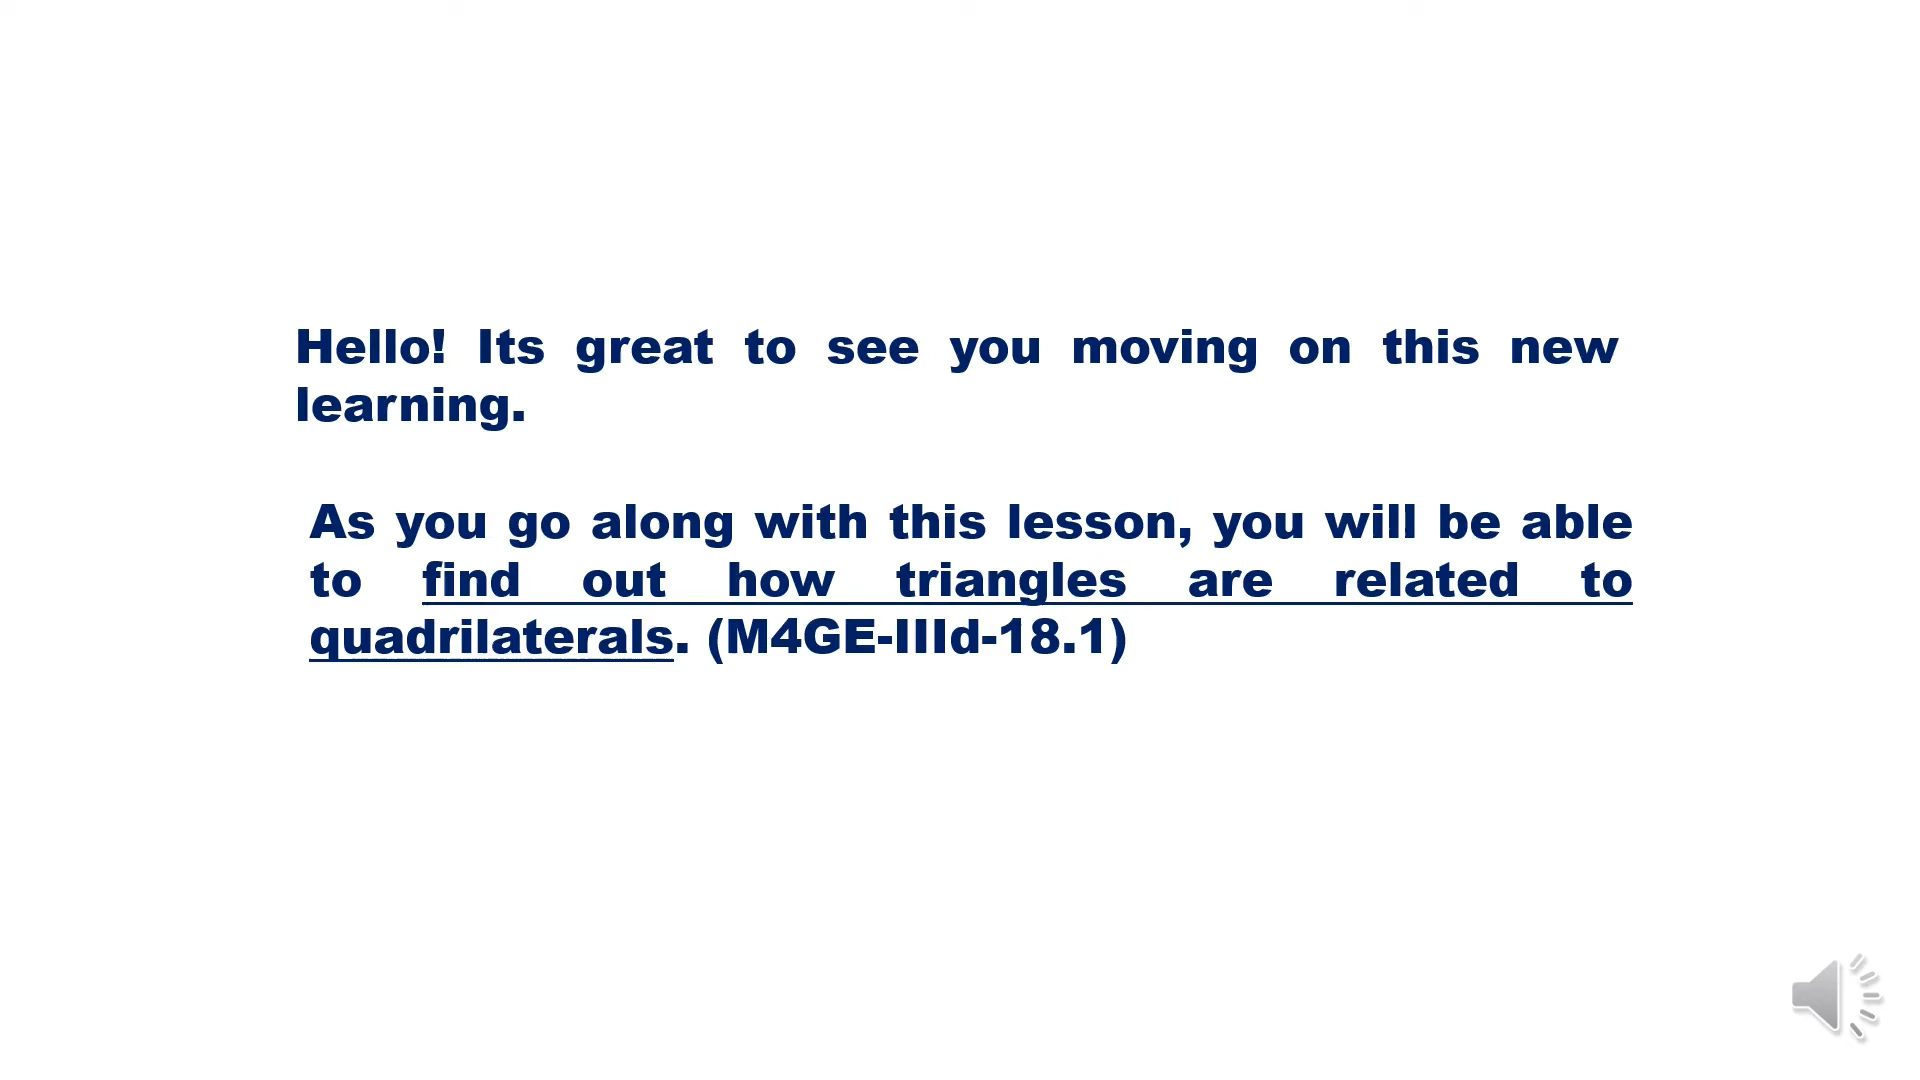 Hello! Its great to see you moving on this new
learning.
As you go along with this lesson, you will be able
to find out how triangles are related to
quadrilaterals. (M4GE-IIId-18.1)